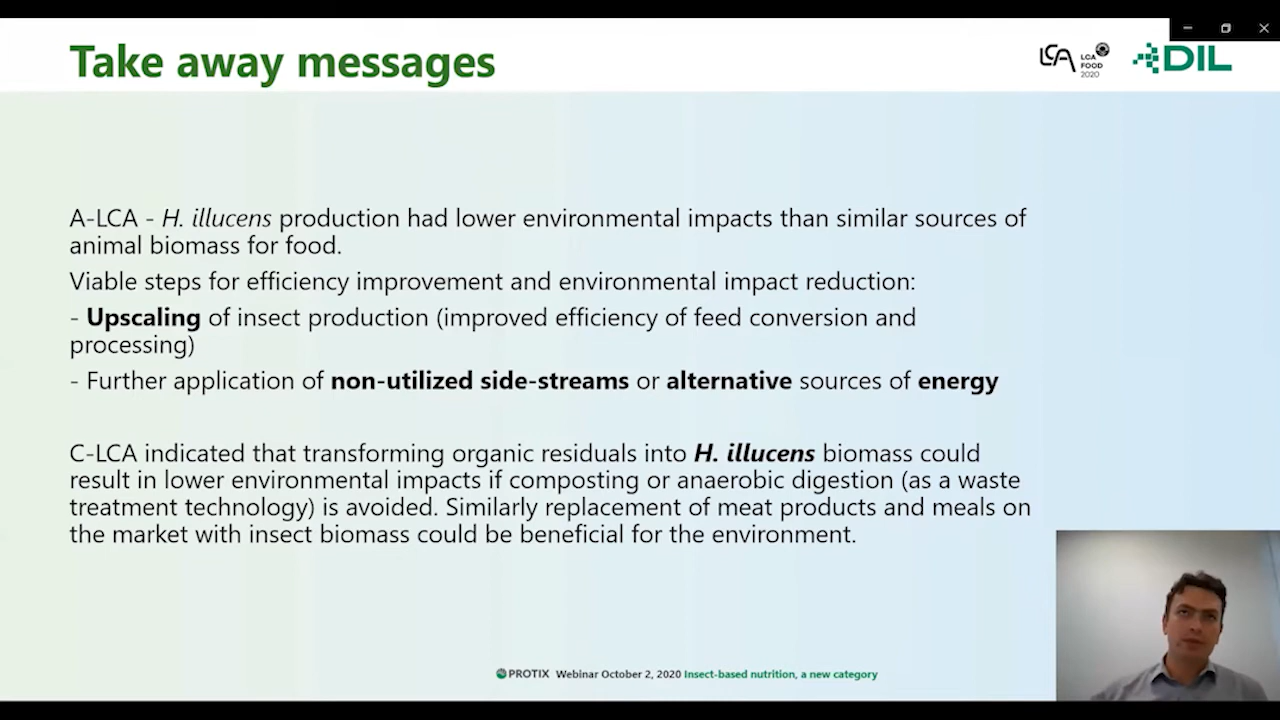 Take away messages
LCA
LCA
FOOD
2020
DIL
A-LCA - H. illucens production had lower environmental impacts than similar sources of
animal biomass for food.
Viable steps for efficiency improvement and environmental impact reduction:
- Upscaling of insect production (improved efficiency of feed conversion and
processing)
- Further application of non-utilized side-streams or alternative sources of energy
C-LCA indicated that transforming organic residuals into H. illucens biomass could
result in lower environmental impacts if composting or anaerobic digestion (as a waste
treatment technology) is avoided. Similarly replacement of meat products and meals on
the market with insect biomass could be beneficial for the environment.
PROTIX Webinar October 2, 2020 Insect-based nutrition, a new category